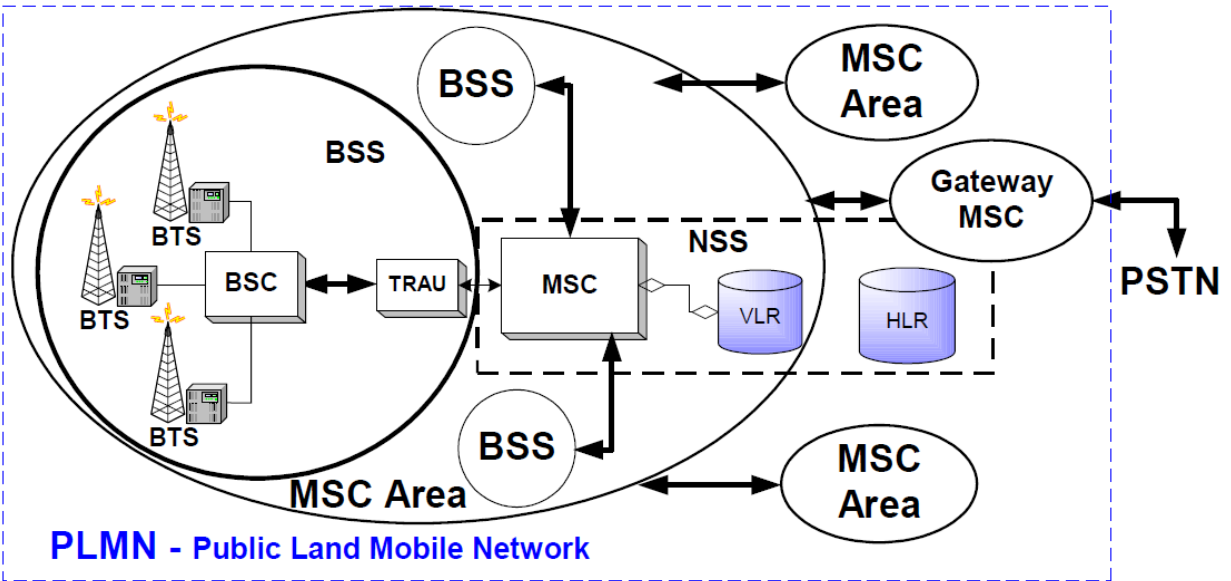 BSS
MSC
Area
BSS
BTS
Gateway
MSC
NSS
BTS
BSC
TRAU
MSC
VLR
HLR
PSTN
BTS
BSS
MSC Area
MSC
Area
PLMN - Public Land Mobile Network